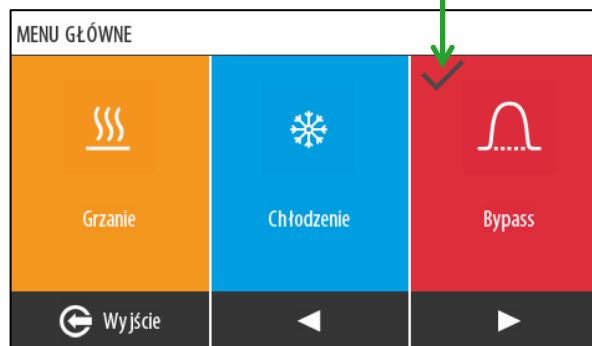 MENU GŁÓWNE
Grzanie
Chłodzenie
Bypass
Wyjście